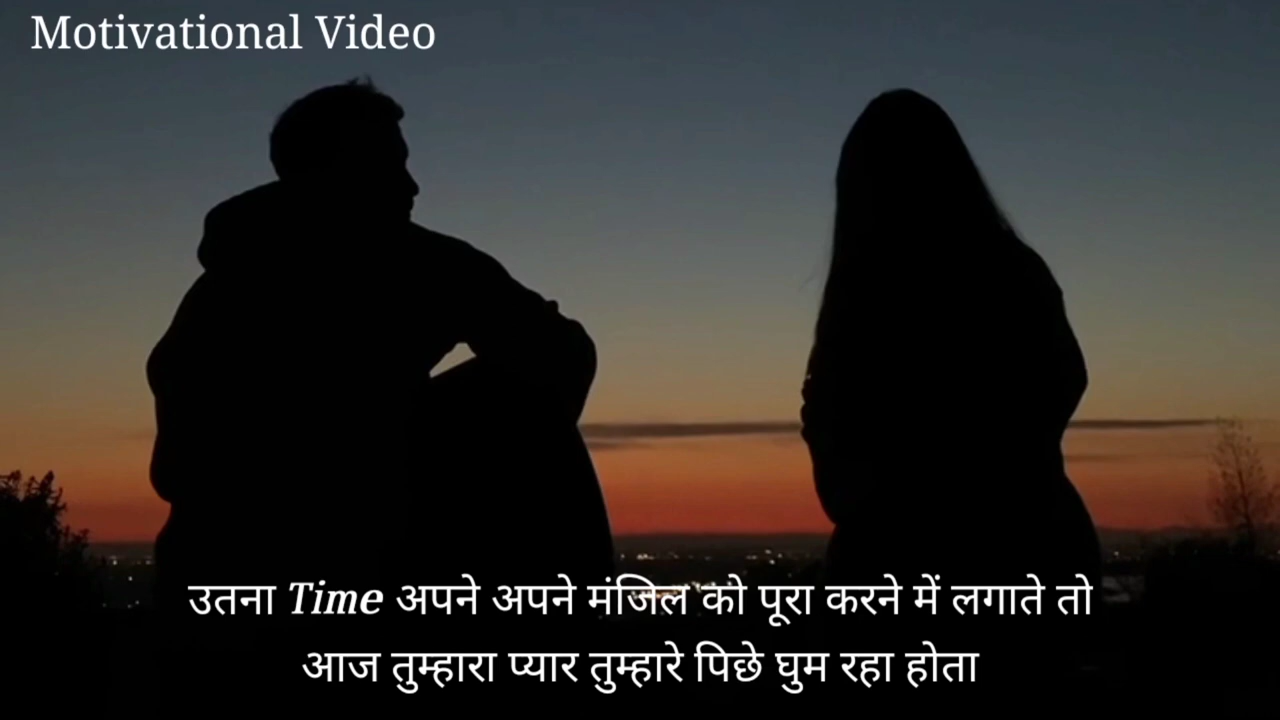 Motivational Video
उतना Time अपने अपने मंजिल को पूरा करने में लगाते तो
आज तुम्हारा प्यार तुम्हारे पिछे घुम रहा होता